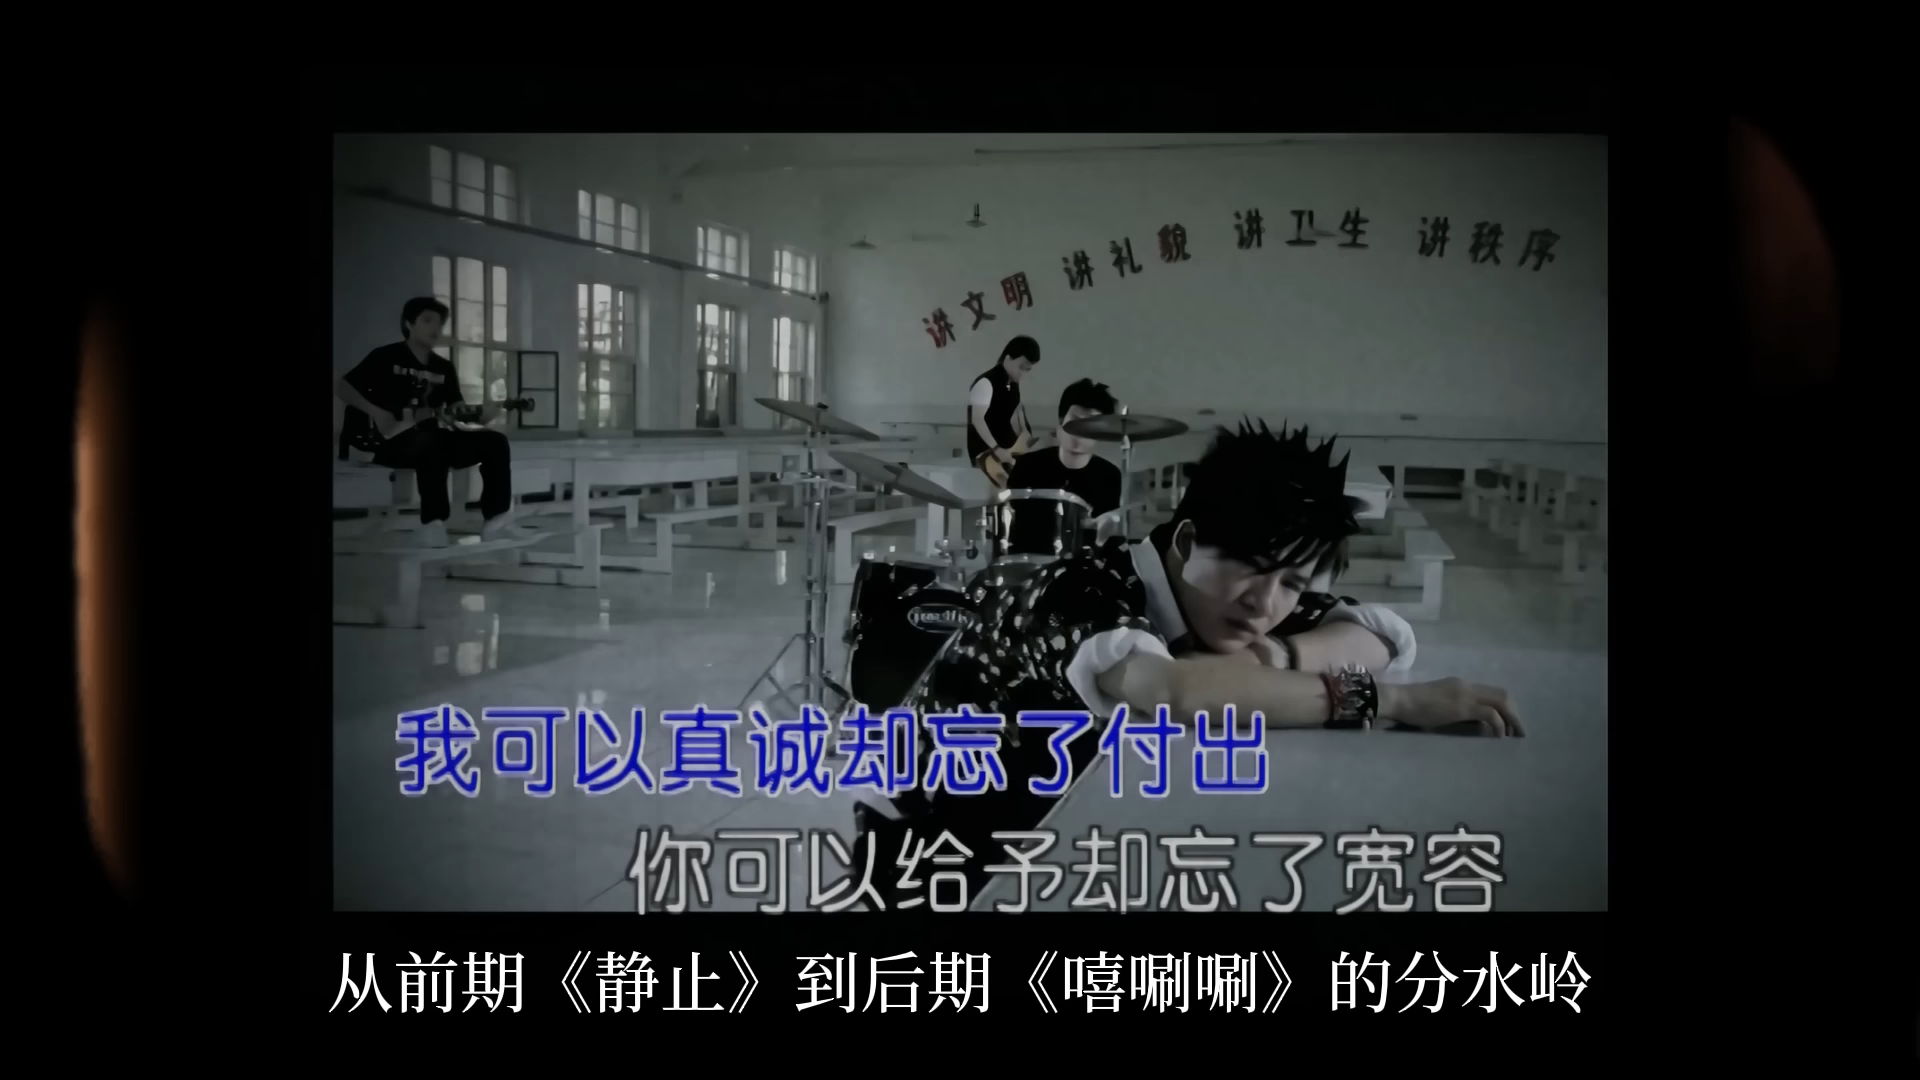 讲文明 讲礼貌 讲卫生 讲秩序
我可以真诚却忘了付出
你可以给予却忘了宽容
从前期《静止》到后期《嘻唰唰》的分水岭